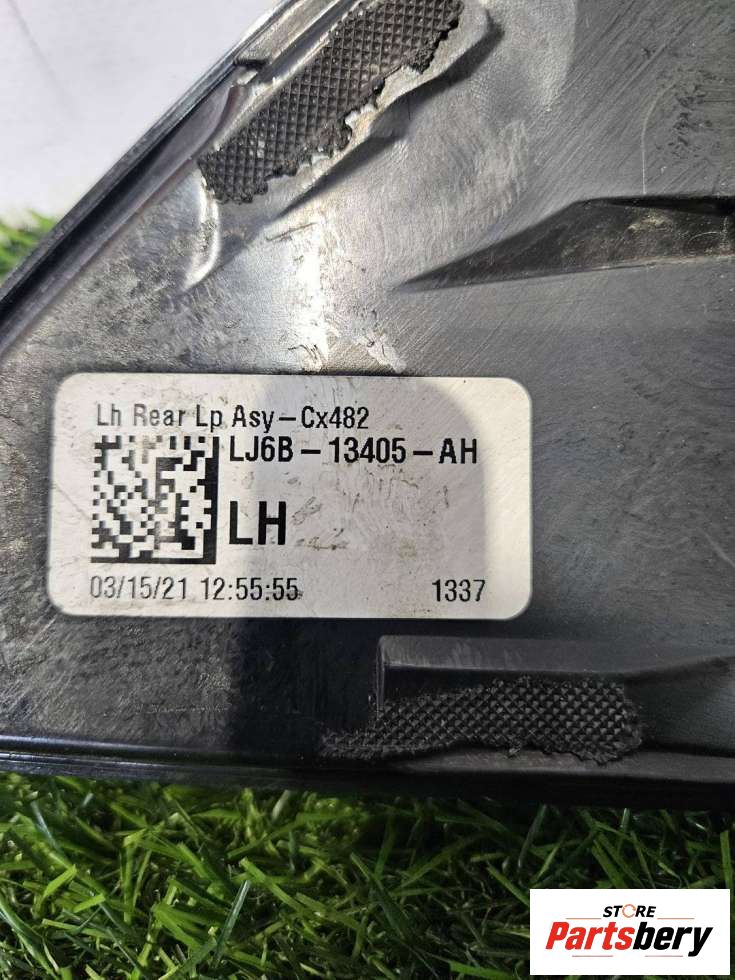 Lh Rear Lp Asy-Cx482
LJ6B-13405-AH
LH
03/15/21 12:55:55 1337
STORE
Partsbery